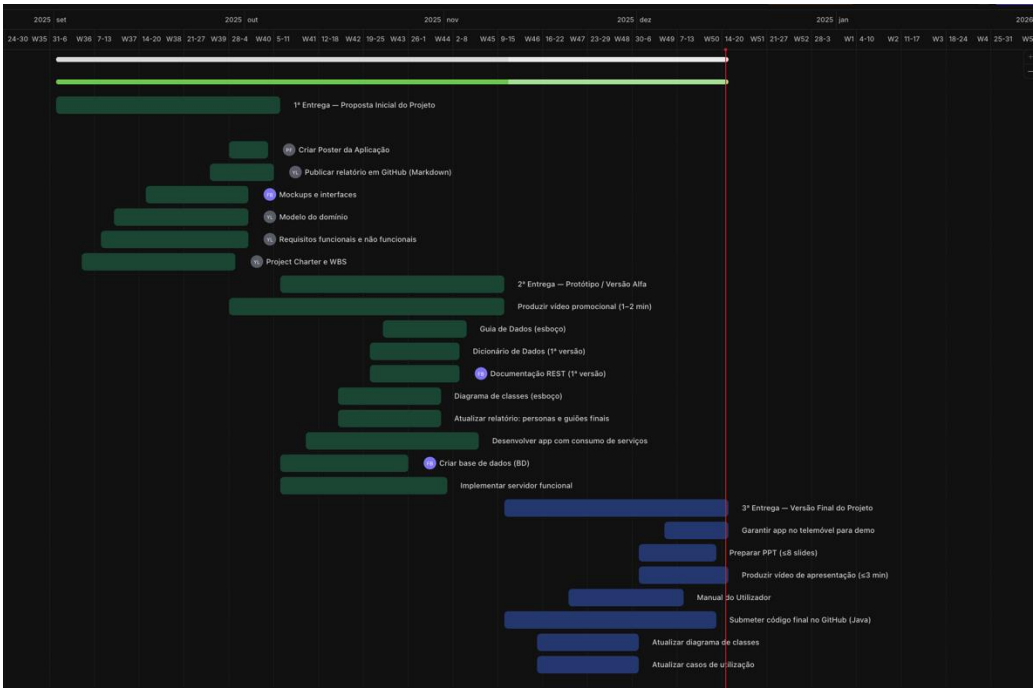 2025 set 2025 out 2025 nov 2025 dez 2025 jan 2026
24-30 W35 31-6 W36 7-13 W37 14-20 W38 21-27 W39 28-4 W40 5-11 W41 12-18 W42 19-25 W43 26-1 W44 2-8 W45 9-15 W46 16-22 W47 23-29 W48 30-6 W49 7-13 W50 14-20 W51 21-27 W52 28-3 W1 4-10 W2 11-17 W3 18-24 W4 25-31 W5
1ª Entrega — Proposta Inicial do Projeto
PF Criar Poster da Aplicação
YL Publicar relatório em GitHub (Markdown)
Mockups e interfaces
YL Modelo do domínio
YL Requisitos funcionais e não funcionais
YL Project Charter e WBS
2ª Entrega — Protótipo / Versão Alfa
Produzir vídeo promocional (1–2 min)
Guia de Dados (esboço)
Dicionário de Dados (1ª versão)
Documentação REST (1ª versão)
Diagrama de classes (esboço)
Atualizar relatório: personas e guiões finais
Desenvolver app com consumo de serviços
Criar base de dados (BD)
Implementar servidor funcional
3ª Entrega — Versão Final do Projeto
Garantir app no telemóvel para demo
Preparar PPT (≤8 slides)
Produzir vídeo de apresentação (≤3 min)
Manual do Utilizador
Submeter código final no GitHub (Java)
Atualizar diagrama de classes
Atualizar casos de utilização